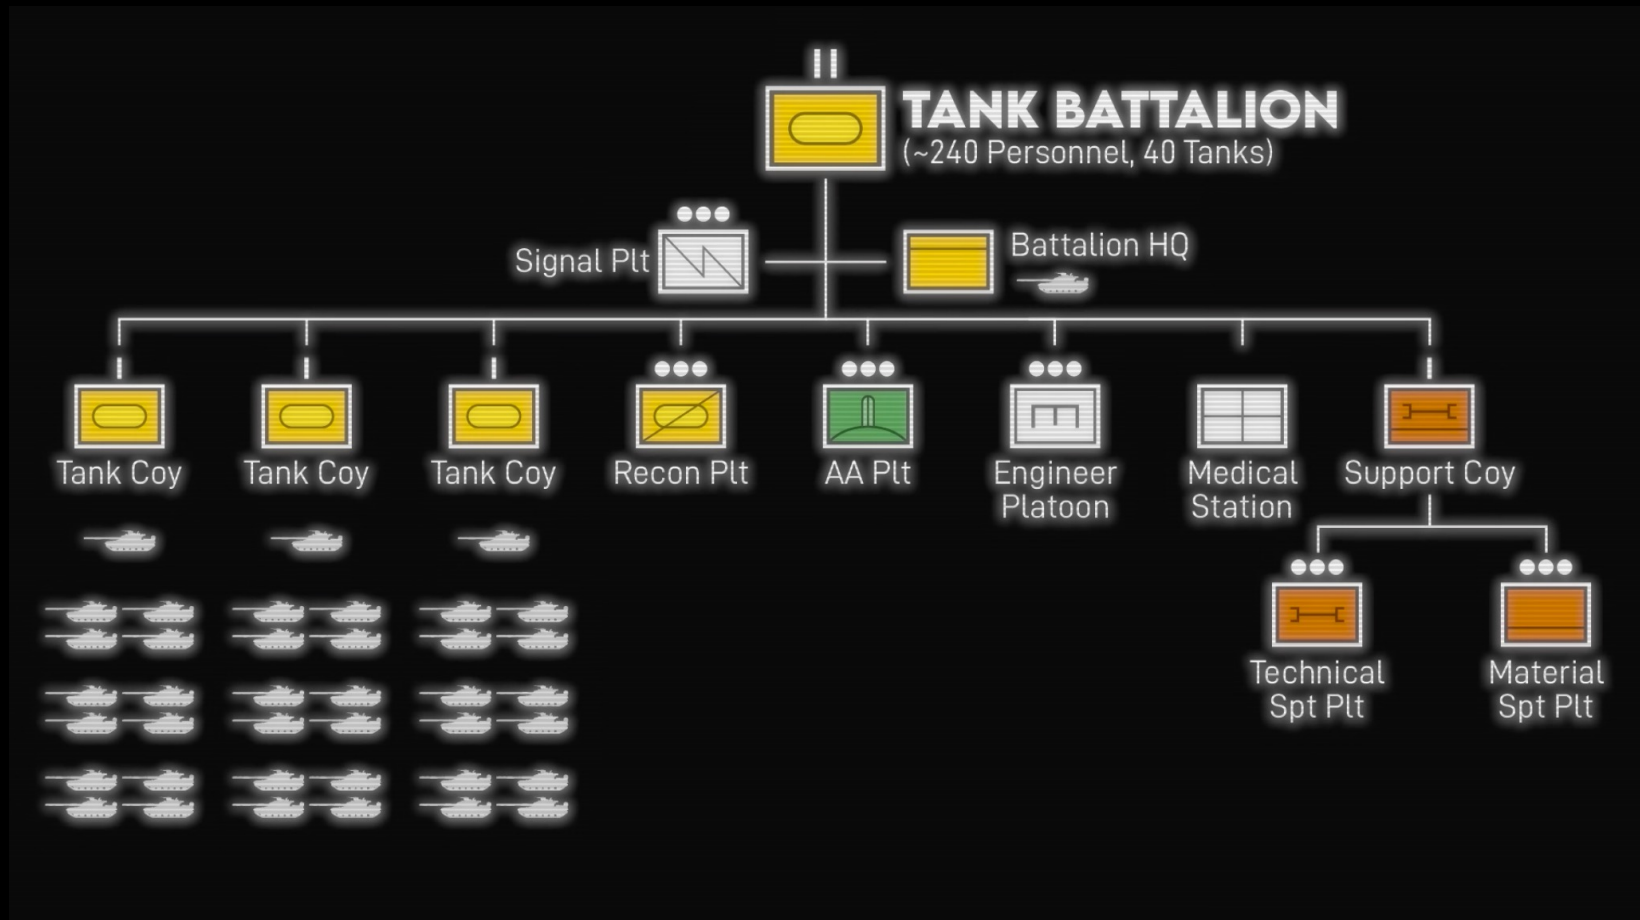 TANK BATTALION
(~240 Personnel, 40 Tanks)
Signal Plt
Battalion HQ
Tank Coy
Tank Coy
Tank Coy
Recon Plt
AA Plt
Engineer
Platoon
Medical
Station
Support Coy
Technical
Spt Plt
Material
Spt Plt